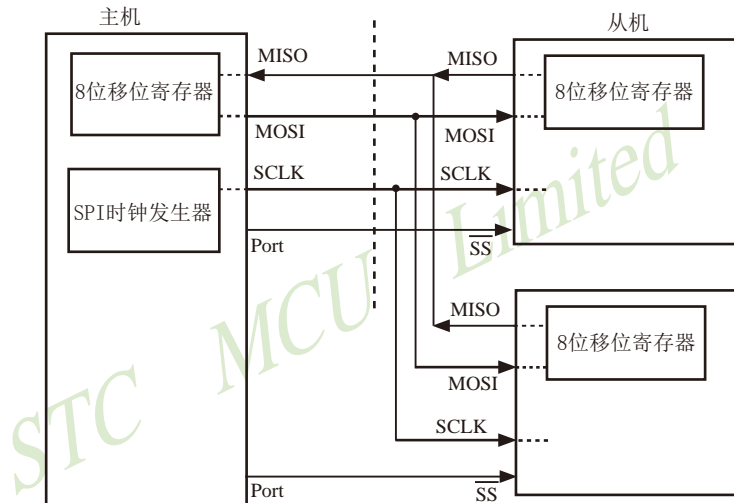 主机
从机
MISO
MISO
8位移位寄存器
8位移位寄存器
MOSI
MOSI
SCLK
SCLK
SPI时钟发生器
Port
SS
MISO
8位移位寄存器
MOSI
SCLK
Port
SS
STC MCU Limited